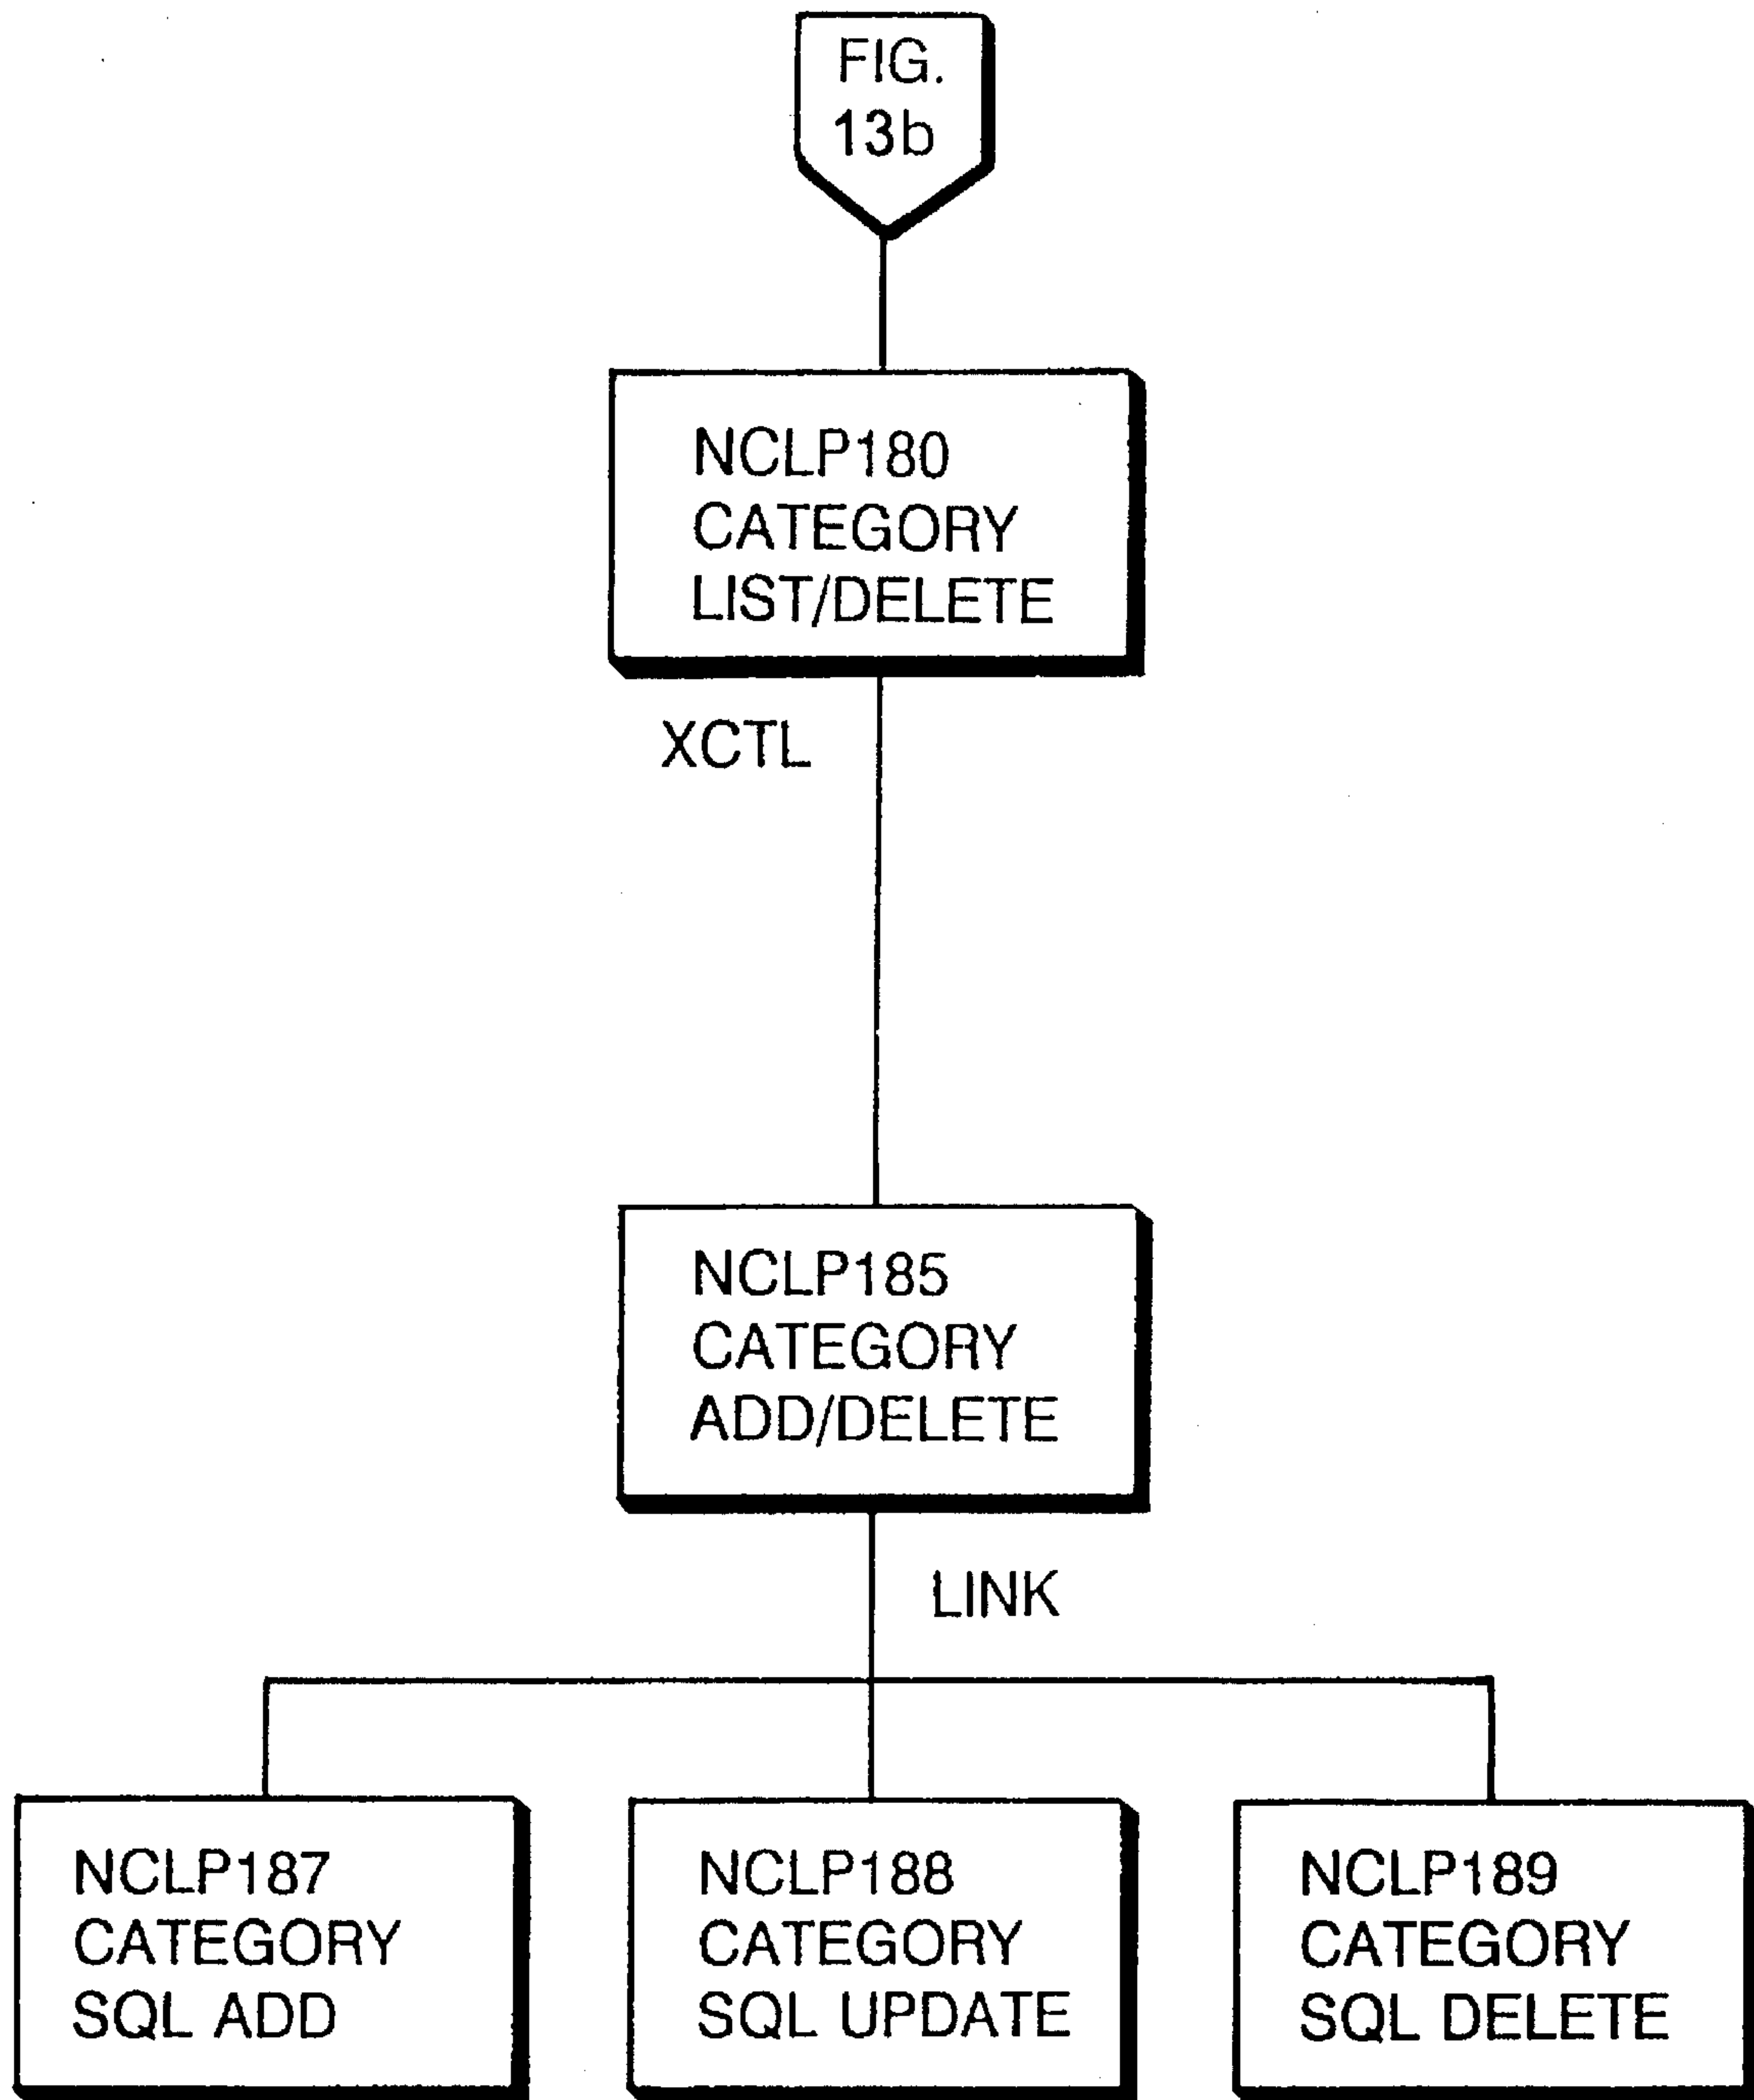 FIG.
13b
NCLP180
CATEGORY
LIST/DELETE
XCTL
NCLP185
CATEGORY
ADD/DELETE
LINK
NCLP187
CATEGORY
SQL ADD
NCLP188
CATEGORY
SQL UPDATE
NCLP189
CATEGORY
SQL DELETE